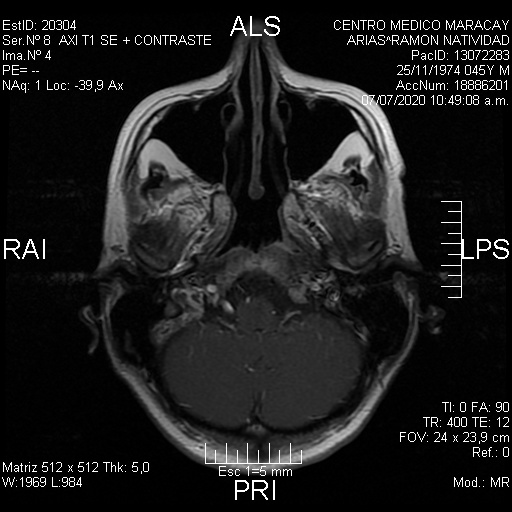 EstID: 20304
Ser.Nº 8 AXI T1 SE + CONTRASTE
Ima.Nº 4
PE= --
NAq: 1 Loc: -39,9 Ax
ALS
CENTRO MEDICO MARACAY
ARIAS^RAMON NATIVIDAD
PacID: 13072283
25/11/1974 045Y M
AccNum: 18886201
07/07/2020 10:49:08 a.m.
RAI
LPS
TI: 0 FA: 90
TR: 400 TE: 12
FOV: 24 x 23,9 cm
Ref.: 0
Mod.: MR
Matriz 512 x 512 Thk: 5,0
W:1969 L:984
Esc 1=5 mm
PRI